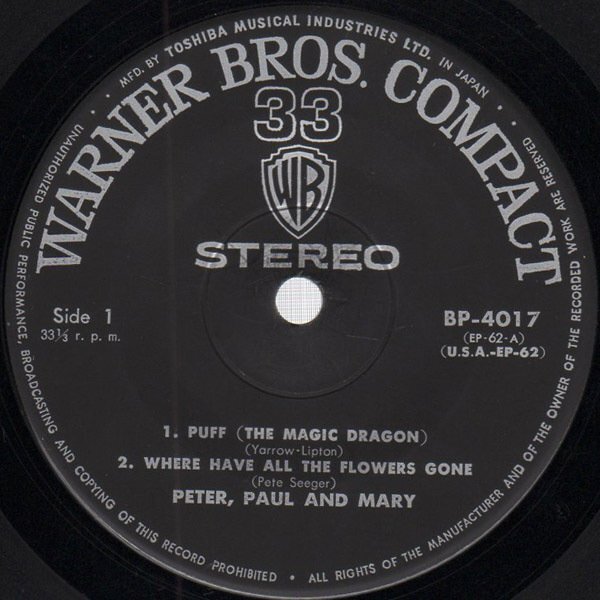 MFD. BY TOSHIBA MUSICAL INDUSTRIES LTD. IN JAPAN
WARNER BROS. COMPACT
33
WB
STEREO
Side 1
33⅓ r. p. m.
BP-4017
(EP-62-A)
(U.S.A.-EP-62)
1. PUFF (THE MAGIC DRAGON)
(Yarrow-Lipton)
2. WHERE HAVE ALL THE FLOWERS GONE
(Pete Seeger)
PETER, PAUL AND MARY
UNAUTHORIZED PUBLIC PERFORMANCE, BROADCASTING AND COPYING OF THIS RECORD PROHIBITED • ALL RIGHTS OF THE MANUFACTURER AND OF THE OWNER OF THE RECORDED WORK ARE RESERVED